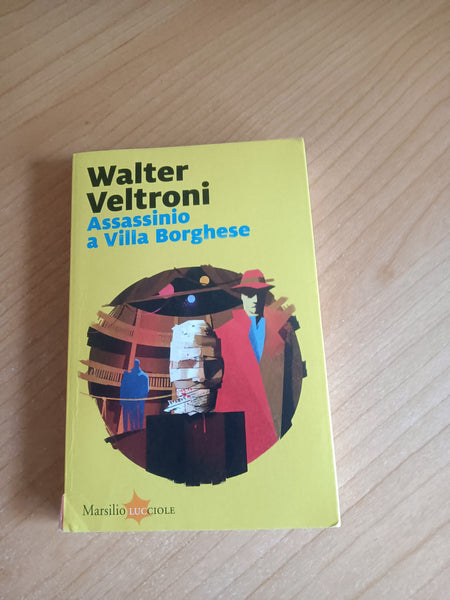 Walter
Veltroni
Assassinio
a Villa Borghese
Marsilio LUCCIOLE